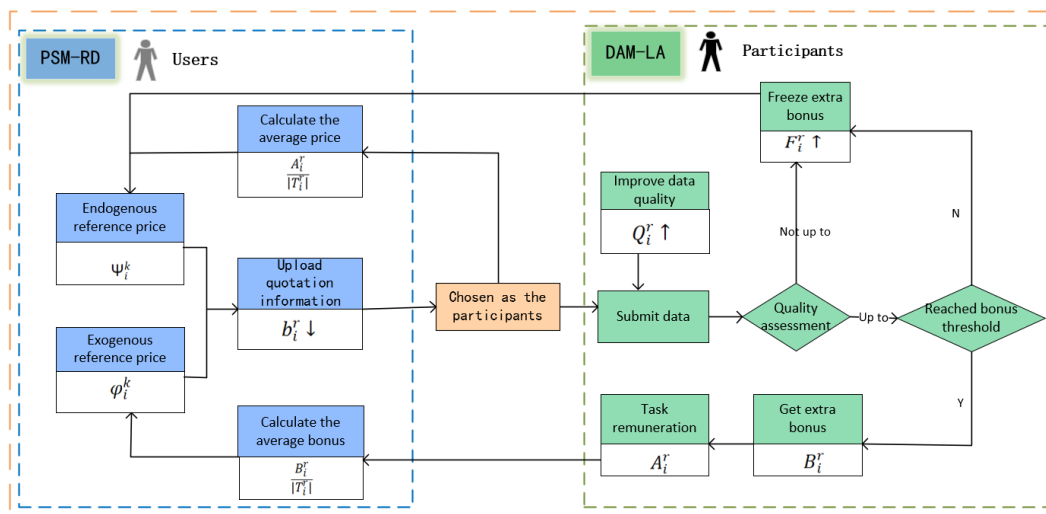 PSM-RD
Users
DAM-LA
Participants
Calculate the
average price
A_i^r
|T_i^r|
Freeze extra
bonus
F_i^r ↑
Improve data
quality
Q_i^r ↑
Endogenous
reference price
Ψ_i^k
Upload
quotation
information
b_i^r ↓
Chosen as the
participants
Submit data
Quality
assessment
Not up to
Up to
Reached bonus
threshold
N
Y
Exogenous
reference price
φ_i^k
Calculate the
average bonus
B_i^r
|T_i^r|
Task
remuneration
A_i^r
Get extra
bonus
B_i^r